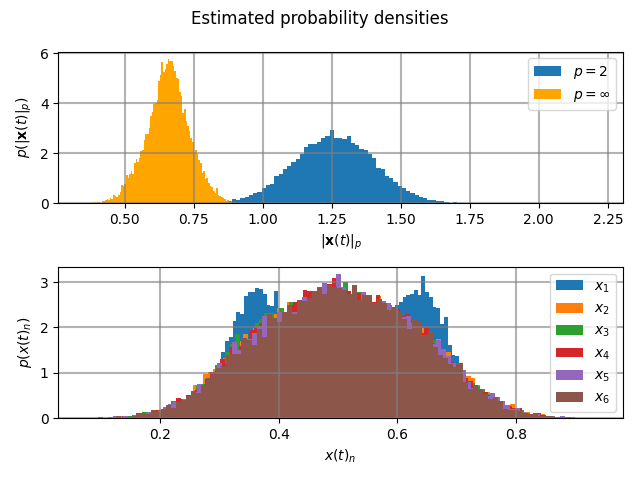 Estimated probability densities
6
4
2
0
p(|𝐱(t)|ₚ)
p = 2
p = ∞
0.50 0.75 1.00 1.25 1.50 1.75 2.00 2.25
|𝐱(t)|ₚ
3
2
1
0
p(x(t)ₙ)
x₁
x₂
x₃
x₄
x₅
x₆
0.2 0.4 0.6 0.8
x(t)ₙ